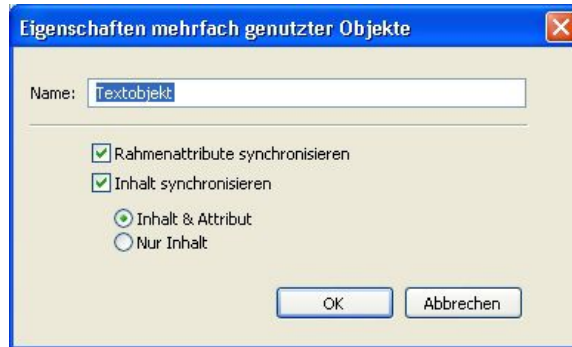 Eigenschaften mehrfach genutzter Objekte
Name: Textobjekt
Rahmenattribute synchronisieren
Inhalt synchronisieren
Inhalt & Attribut
Nur Inhalt
OK Abbrechen